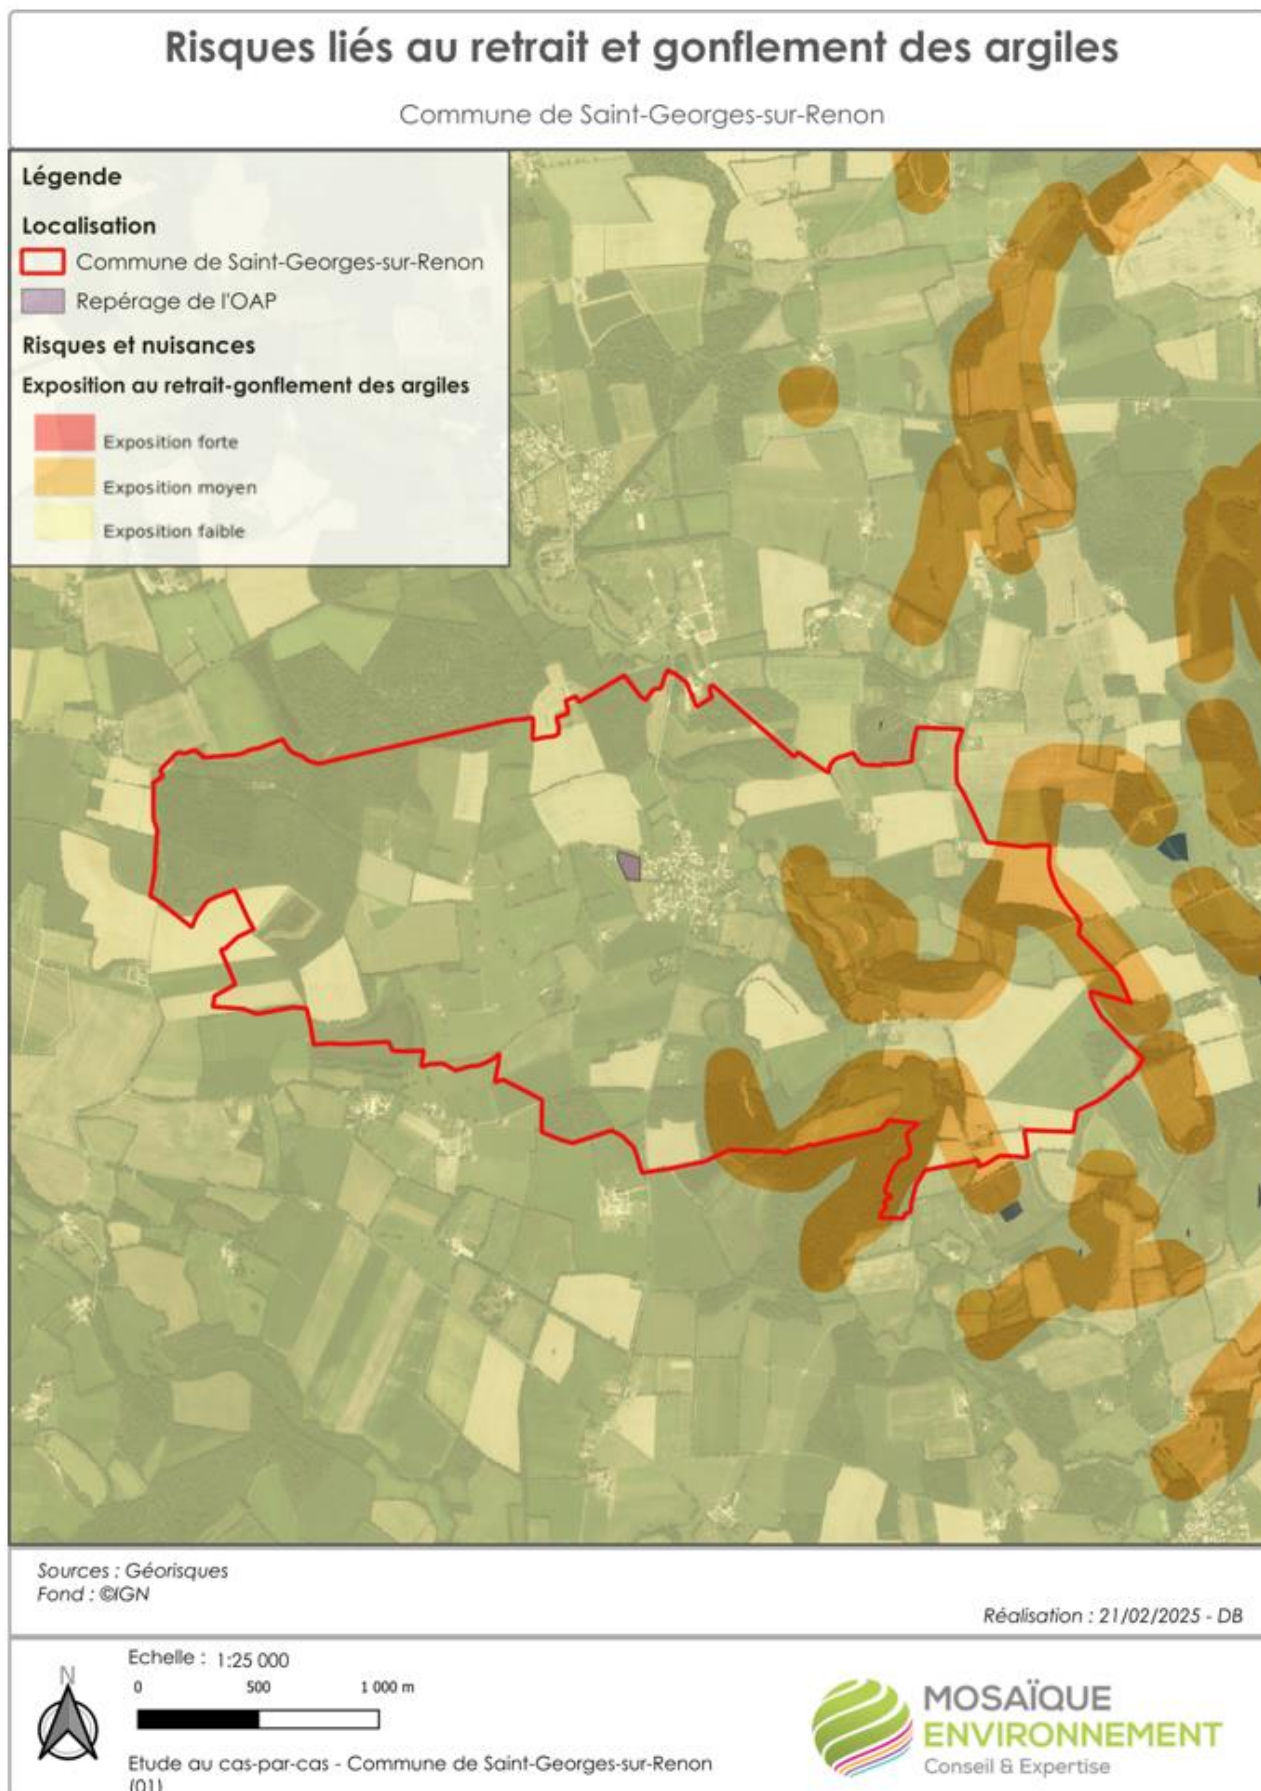 Risques liés au retrait et gonflement des argiles
Commune de Saint-Georges-sur-Renon
Légende
Localisation
Commune de Saint-Georges-sur-Renon
Repérage de l'OAP
Risques et nuisances
Exposition au retrait-gonflement des argiles
Exposition forte
Exposition moyen
Exposition faible
Sources : Géorisques
Fond : ©IGN
Réalisation : 21/02/2025 - DB
N
Echelle : 1:25 000
0 500 1 000 m
Etude au cas-par-cas - Commune de Saint-Georges-sur-Renon
(01)
MOSAÏQUE
ENVIRONNEMENT
Conseil & Expertise